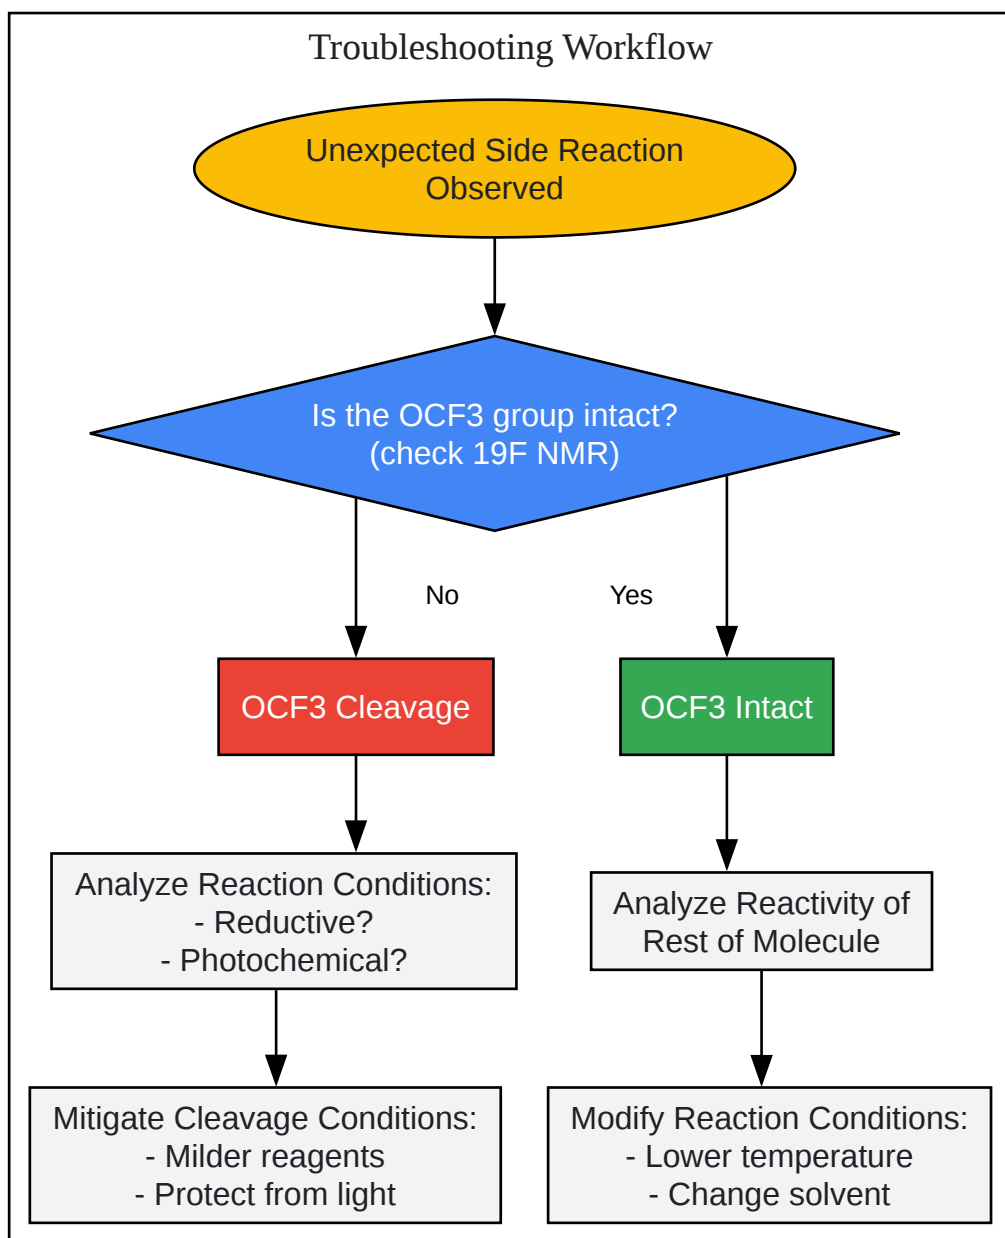 Troubleshooting Workflow
Unexpected Side Reaction
Observed
Is the OCF3 group intact?
(check 19F NMR)
No
Yes
OCF3 Cleavage
OCF3 Intact
Analyze Reaction Conditions:
- Reductive?
- Photochemical?
Analyze Reactivity of
Rest of Molecule
Mitigate Cleavage Conditions:
- Milder reagents
- Protect from light
Modify Reaction Conditions:
- Lower temperature
- Change solvent